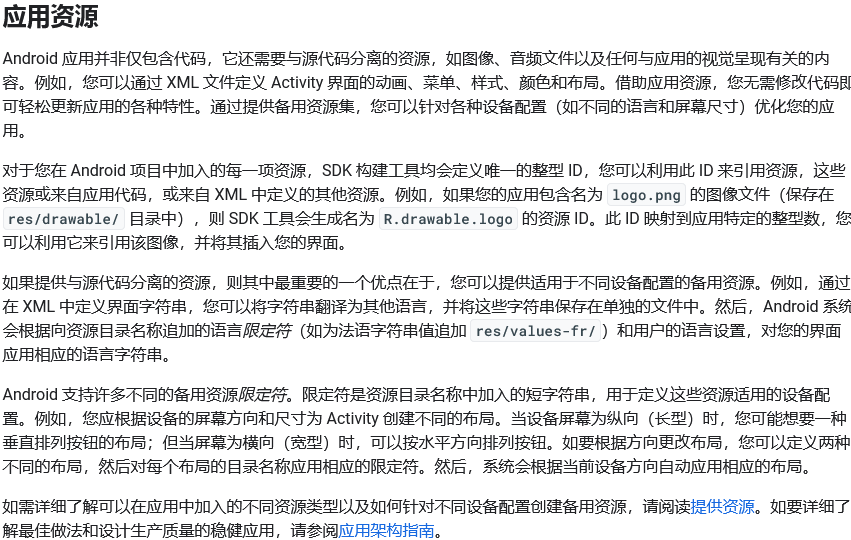 应用资源
Android 应用并非仅包含代码，它还需要与源代码分离的资源，如图像、音频文件以及任何与应用的视觉呈现有关的内
容。例如，您可以通过 XML 文件定义 Activity 界面的动画、菜单、样式、颜色和布局。借助应用资源，您无需修改代码即
可轻松更新应用的各种特性。通过提供备用资源集，您可以针对各种设备配置（如不同的语言和屏幕尺寸）优化您的应
用。
对于您在 Android 项目中加入的每一项资源，SDK 构建工具均会定义唯一的整型 ID，您可以利用此 ID 来引用资源，这些
资源或来自应用代码，或来自 XML 中定义的其他资源。例如，如果您的应用包含名为 logo.png 的图像文件（保存在
res/drawable/ 目录中），则 SDK 工具会生成名为 R.drawable.logo 的资源 ID。此 ID 映射到应用特定的整型数，您
可以利用它来引用该图像，并将其插入您的界面。
如果提供与源代码分离的资源，则其中最重要的一个优点在于，您可以提供适用于不同设备配置的备用资源。例如，通过
在 XML 中定义界面字符串，您可以将字符串翻译为其他语言，并将这些字符串保存在单独的文件中。然后，Android 系统
会根据向资源目录名称追加的语言限定符（如为法语字符串值追加 res/values-fr/ ）和用户的语言设置，对您的界面
应用相应的语言字符串。
Android 支持许多不同的备用资源限定符。限定符是资源目录名称中加入的短字符串，用于定义这些资源适用的设备配
置。例如，您应根据设备的屏幕方向和尺寸为 Activity 创建不同的布局。当设备屏幕为纵向（长型）时，您可能想要一种
垂直排列按钮的布局；但当屏幕为横向（宽型）时，可以按水平方向排列按钮。如要根据方向更改布局，您可以定义两种
不同的布局，然后对每个布局的目录名称应用相应的限定符。然后，系统会根据当前设备方向自动应用相应的布局。
如需详细了解可以在应用中加入的不同资源类型以及如何针对不同设备配置创建备用资源，请阅读提供资源。如要详细了
解最佳做法和设计生产质量的稳健应用，请参阅应用架构指南。